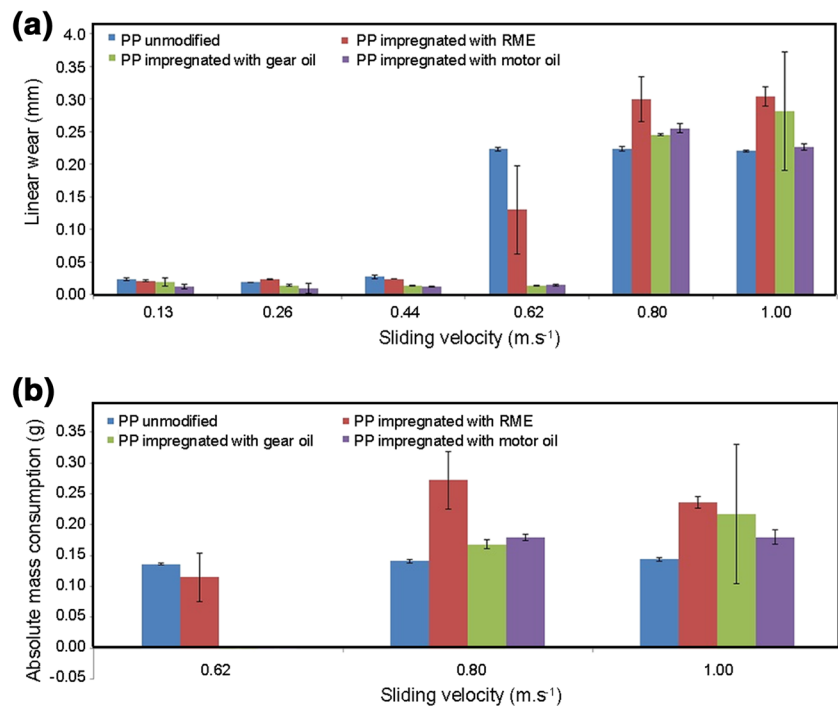 (a)
PP unmodified PP impregnated with RME
PP impregnated with gear oil PP impregnated with motor oil
4.0
0.35
0.30
0.25
0.20
0.15
0.10
0.05
0.00
Linear wear (mm)
0.13 0.26 0.44 0.62 0.80 1.00
Sliding velocity (m.s-1)
(b)
PP unmodified PP impregnated with RME
PP impregnated with gear oil PP impregnated with motor oil
0.35
0.30
0.25
0.20
0.15
0.10
0.05
0.00
-0.05
Absolute mass consumption (g)
0.62 0.80 1.00
Sliding velocity (m.s-1)